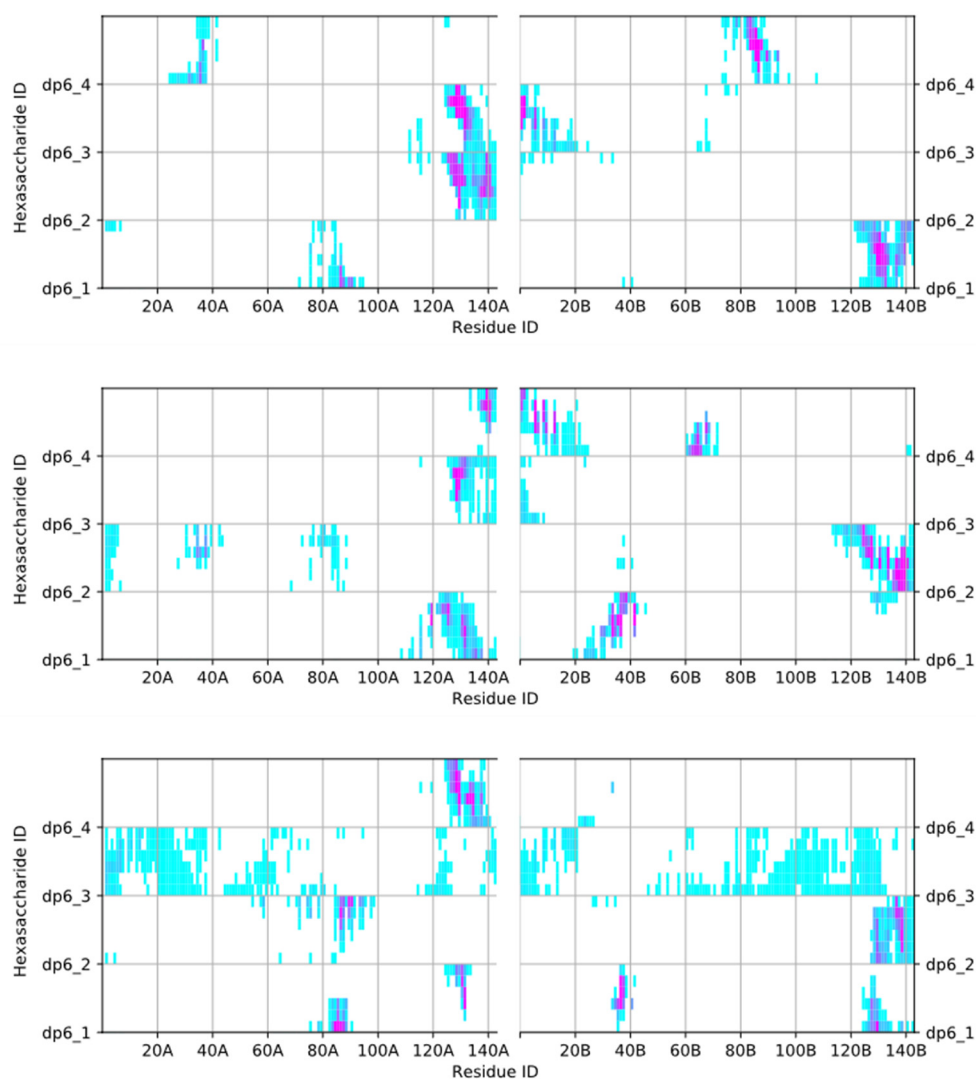 Hexasaccharide ID
dp6_4 dp6_4
dp6_3 dp6_3
dp6_2 dp6_2
dp6_1 dp6_1
20A 40A 60A 80A 100A 120A 140A 20B 40B 60B 80B 100B 120B 140B
Residue ID
Hexasaccharide ID
dp6_4 dp6_4
dp6_3 dp6_3
dp6_2 dp6_2
dp6_1 dp6_1
20A 40A 60A 80A 100A 120A 140A 20B 40B 60B 80B 100B 120B 140B
Residue ID
Hexasaccharide ID
dp6_4 dp6_4
dp6_3 dp6_3
dp6_2 dp6_2
dp6_1 dp6_1
20A 40A 60A 80A 100A 120A 140A 20B 40B 60B 80B 100B 120B 140B
Residue ID